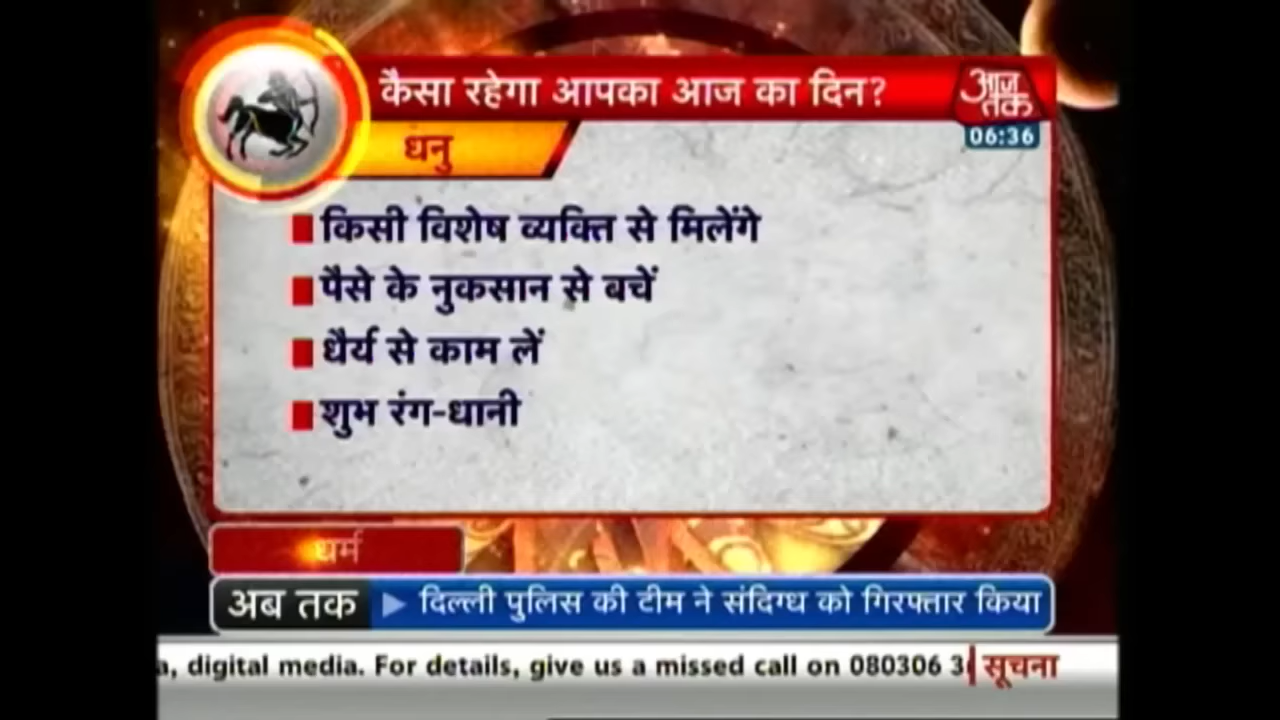 कैसा रहेगा आपका आज का दिन?
आज तक
06:36
धनु
किसी विशेष व्यक्ति से मिलेंगे
पैसे के नुकसान से बचें
धैर्य से काम लें
शुभ रंग-धानी
धर्म
अब तक
दिल्ली पुलिस की टीम ने संदिग्ध को गिरफ्तार किया
a, digital media. For details, give us a missed call on 080306 3
सूचना